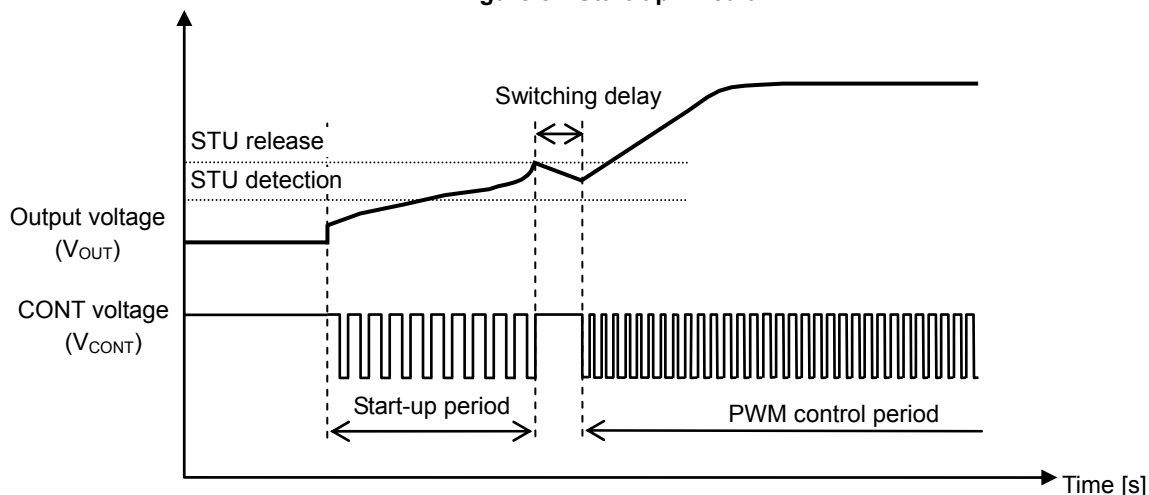 Switching delay
STU release
STU detection
Output voltage
(VOUT)
CONT voltage
(VCONT)
Start-up period
PWM control period
Time [s]